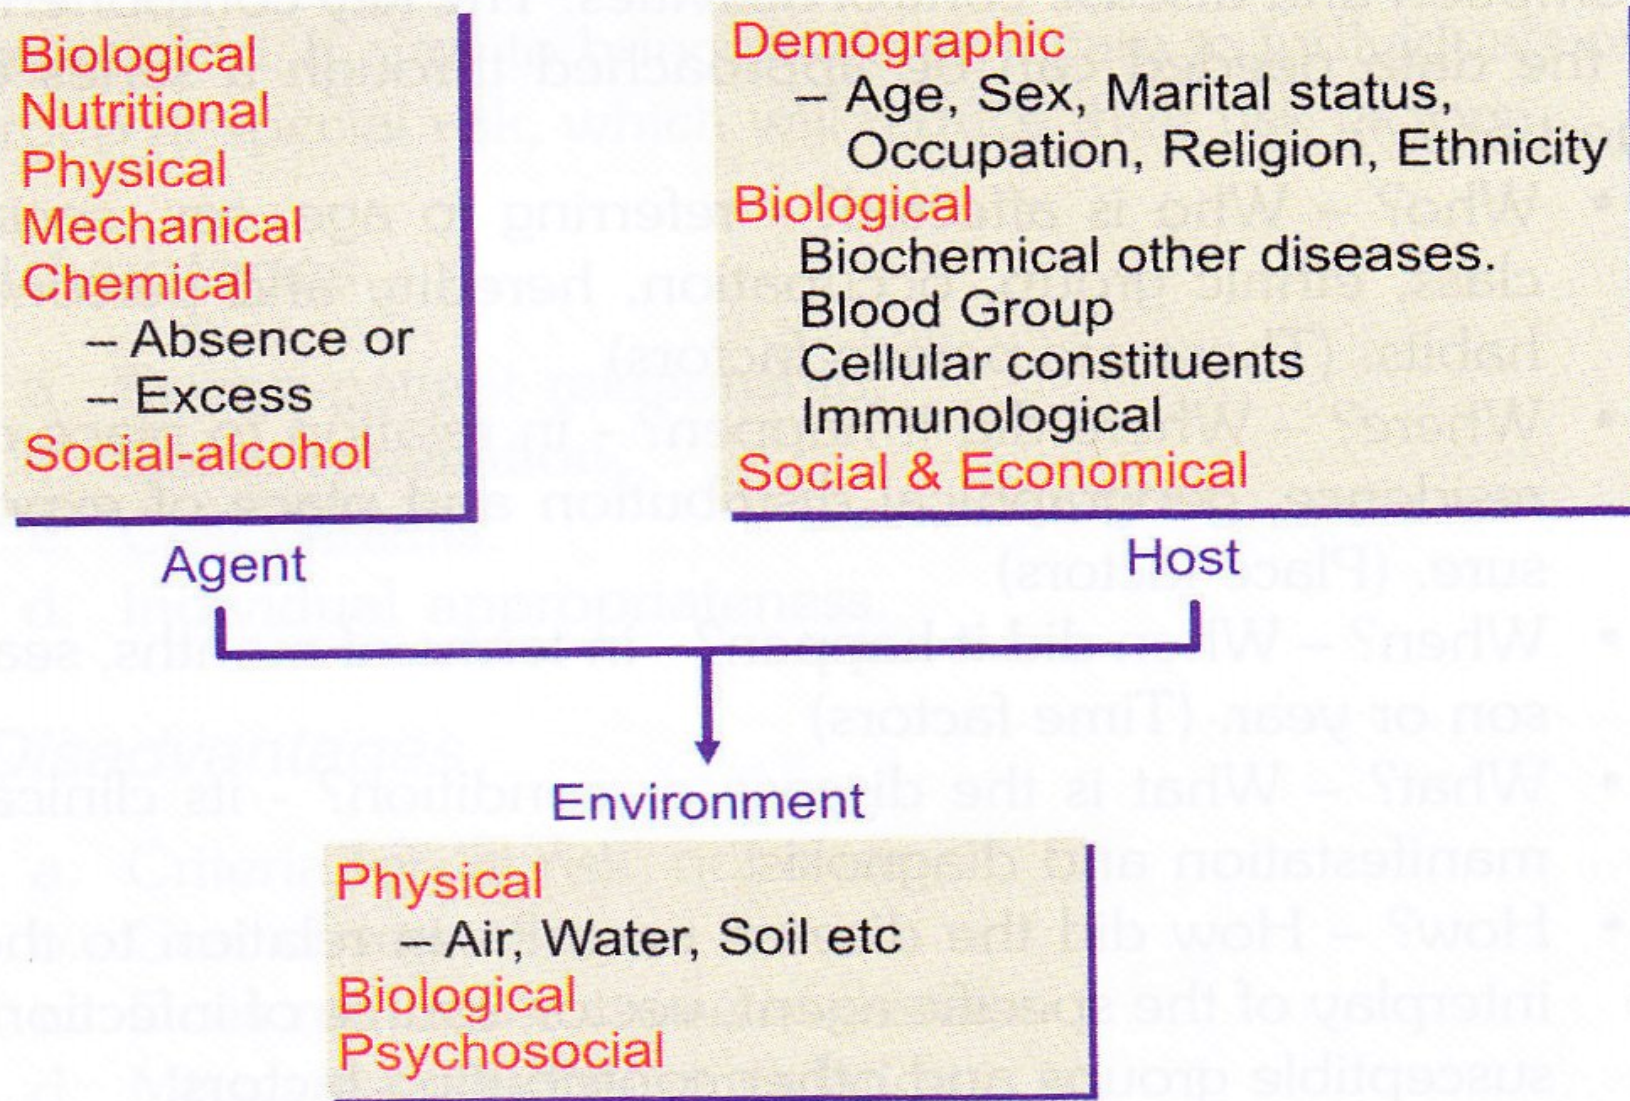 Biological
Nutritional
Physical
Mechanical
Chemical
– Absence or
– Excess
Social-alcohol
Agent
Demographic
– Age, Sex, Marital status,
Occupation, Religion, Ethnicity
Biological
Biochemical other diseases.
Blood Group
Cellular constituents
Immunological
Social & Economical
Host
Environment
Physical
– Air, Water, Soil etc
Biological
Psychosocial